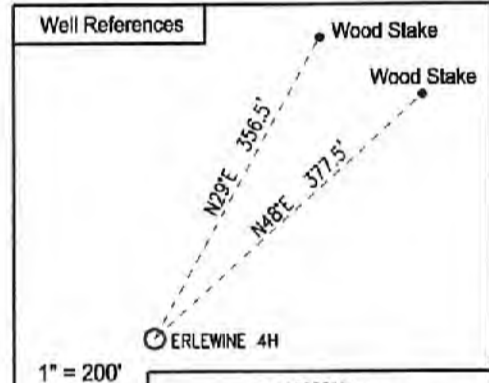 Well References
Wood Stake
Wood Stake
N29°E 356.5'
N48°E 377.5'
ERLEWINE 4H
1" = 200'